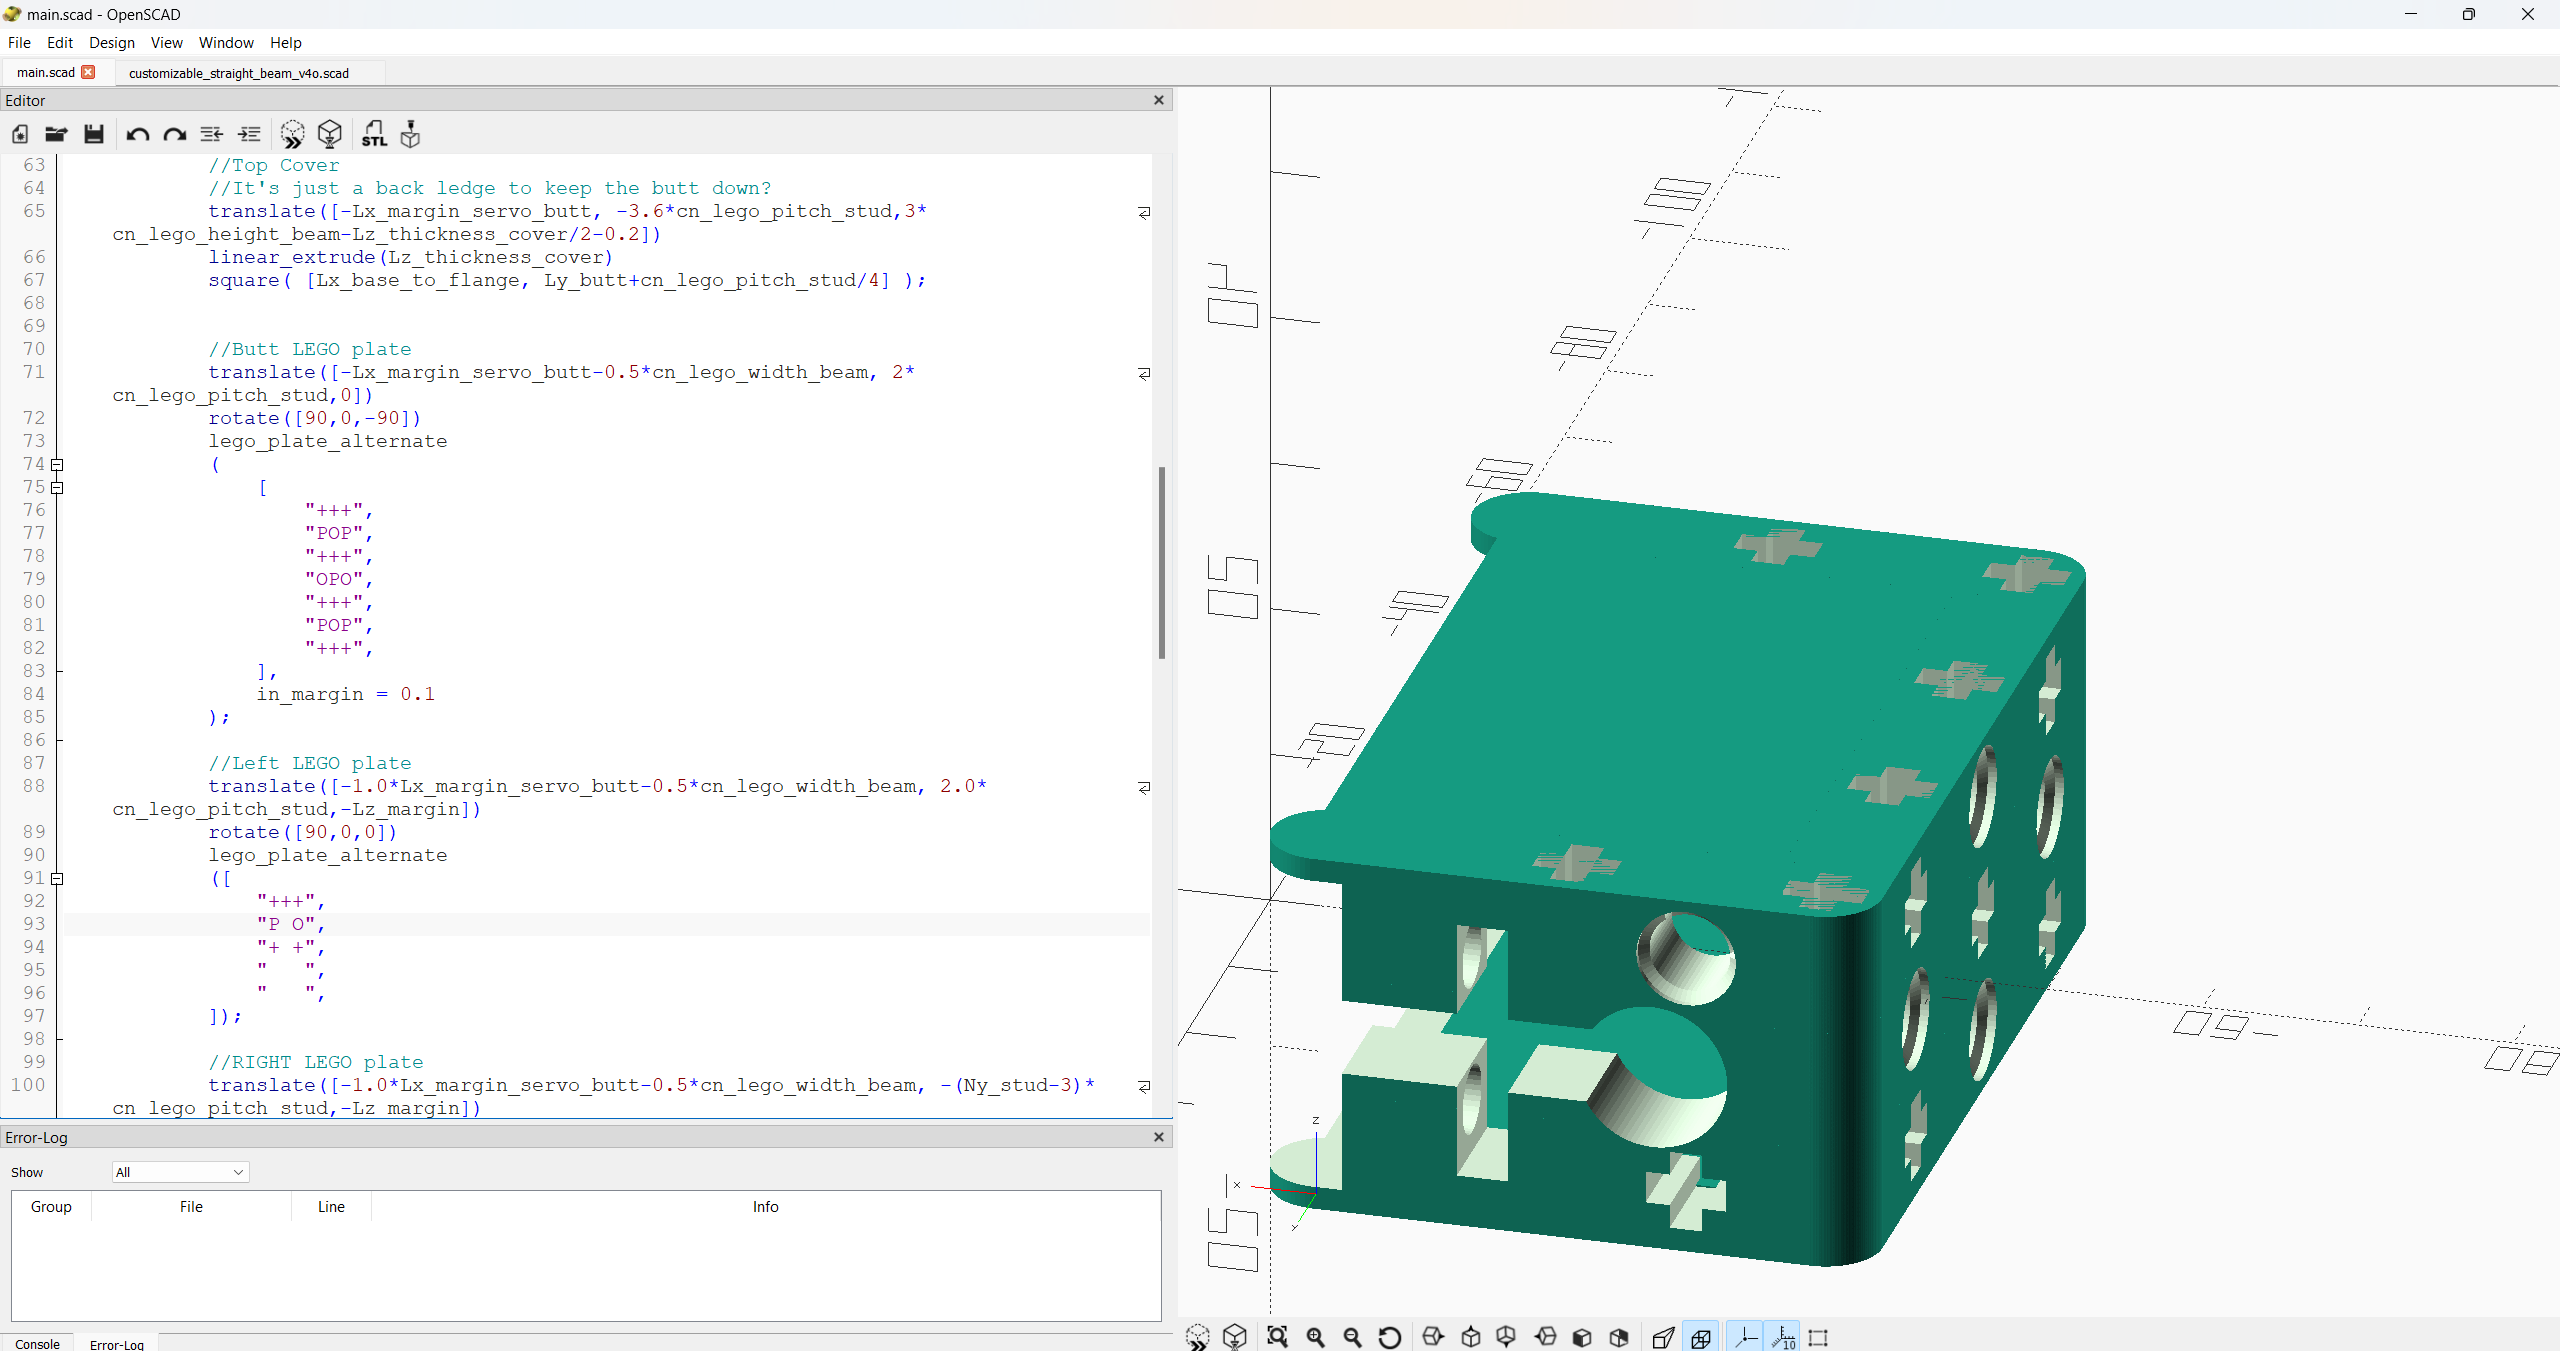 main.scad - OpenSCAD
File Edit Design View Window Help
main.scad customizable_straight_beam_v4o.scad
Editor
STL
63 //Top Cover
64 //It's just a back ledge to keep the butt down?
65 translate([-Lx_margin_servo_butt, -3.6*cn_lego_pitch_stud,3*
cn_lego_height_beam-Lz_thickness_cover/2-0.2])
66 linear_extrude(Lz_thickness_cover)
67 square( [Lx_base_to_flange, Ly_butt+cn_lego_pitch_stud/4] );
68
69
70 //Butt LEGO plate
71 translate([-Lx_margin_servo_butt-0.5*cn_lego_width_beam, 2*
cn_lego_pitch_stud,0])
72 rotate([90,0,-90])
73 lego_plate_alternate
74 (
75 [
76 "+++",
77 "POP",
78 "+++",
79 "OPO",
80 "+++",
81 "POP",
82 "+++",
83 ],
84 in_margin = 0.1
85 );
86
87 //Left LEGO plate
88 translate([-1.0*Lx_margin_servo_butt-0.5*cn_lego_width_beam, 2.0*
cn_lego_pitch_stud,-Lz_margin])
89 rotate([90,0,0])
90 lego_plate_alternate
91 ([
92 "+++",
93 "P O",
94 "+ +",
95 "   ",
96 "   ",
97 ]);
98
99 //RIGHT LEGO plate
100 translate([-1.0*Lx_margin_servo_butt-0.5*cn_lego_width_beam, -(Ny_stud-3)*
cn_lego_pitch_stud,-Lz_margin])
Error-Log
Show All
Group File Line Info
Console Error-Log
z
x
y
10